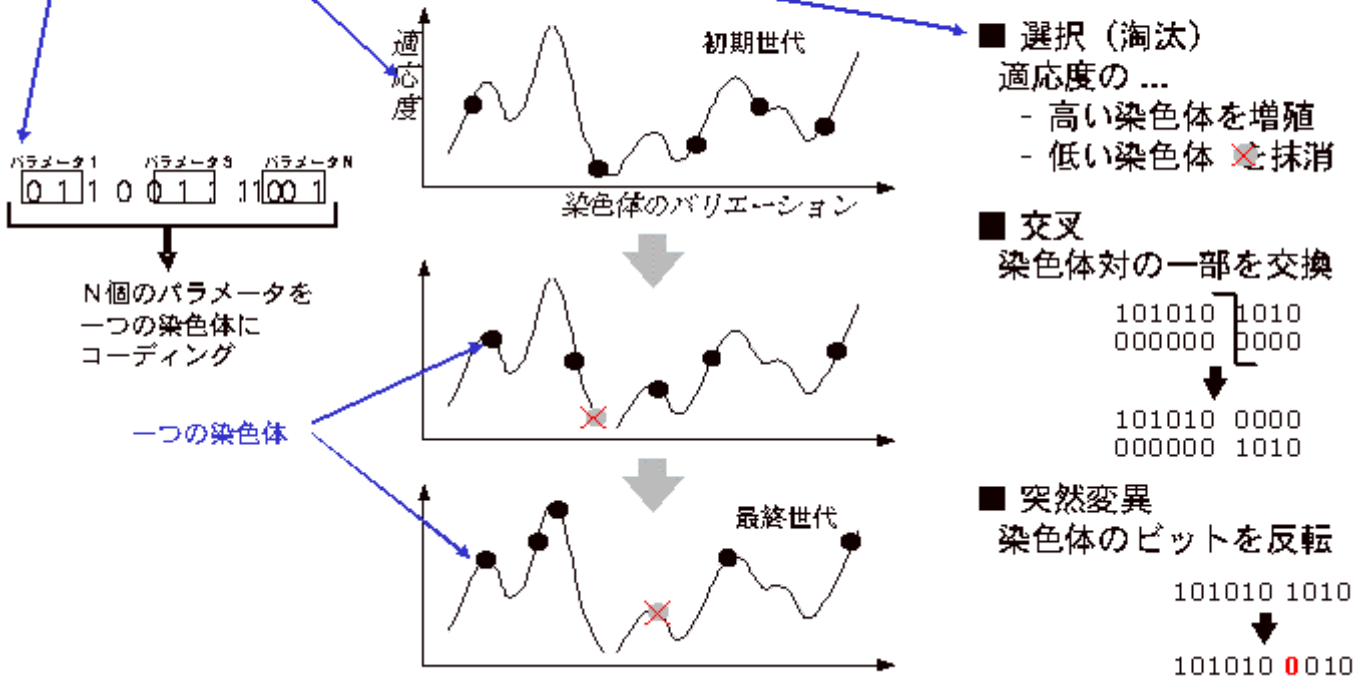 適応度
初期世代
染色体のバリエーション
パラメータ1 パラメータ3 パラメータN
0 1 1 0 0 1 1 1 1 0 0 1
N個のパラメータを
一つの染色体に
コーディング
一つの染色体
最終世代
■ 選択（淘汰）
適応度の ...
- 高い染色体を増殖
- 低い染色体 を抹消
■ 交叉
染色体対の一部を交換
101010 1010
000000 0000
101010 0000
000000 1010
■ 突然変異
染色体のビットを反転
101010 1010
101010 0010